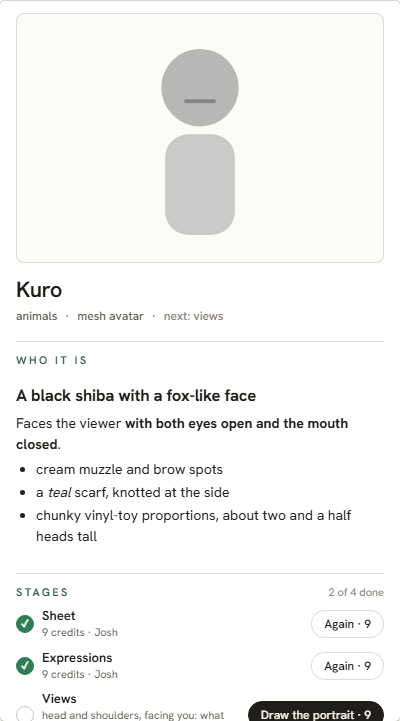 Kuro
animals · mesh avatar · next: views
WHO IT IS
A black shiba with a fox-like face
Faces the viewer with both eyes open and the mouth
closed.
• cream muzzle and brow spots
• a teal scarf, knotted at the side
• chunky vinyl-toy proportions, about two and a half
heads tall
STAGES 2 of 4 done
Sheet
9 credits · Josh
Again · 9
Expressions
9 credits · Josh
Again · 9
Views
head and shoulders, facing you: what
Draw the portrait · 9